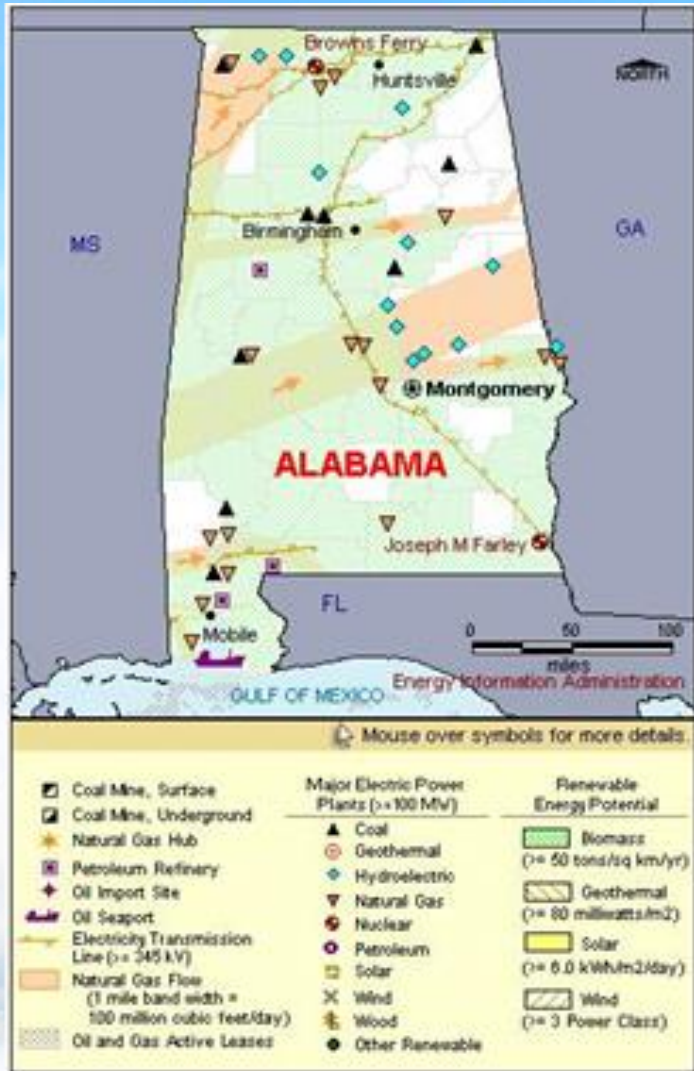 Browns Ferry
NORTH
Huntsville
MS
Birmingham
GA
Montgomery
ALABAMA
Joseph M Farley
FL
Mobile
0 50 100
miles
Energy Information Administration
GULF OF MEXICO
Mouse over symbols for more details.
Coal Mine, Surface
Coal Mine, Underground
Natural Gas Hub
Petroleum Refinery
Oil Import Site
Oil Seaport
Electricity Transmission
Line (>= 345 kV)
Natural Gas Flow
(1 mile band width =
100 million cubic feet/day)
Oil and Gas Active Leases
Major Electric Power
Plants (>=100 MW)
Coal
Geothermal
Hydroelectric
Natural Gas
Nuclear
Petroleum
Solar
Wind
Wood
Other Renewable
Renewable
Energy Potential
Biomass
(>= 50 tons/sq km/yr)
Geothermal
(>= 80 milliwatts/m2)
Solar
(>= 6.0 kWh/m2/day)
Wind
(>= 3 Power Class)